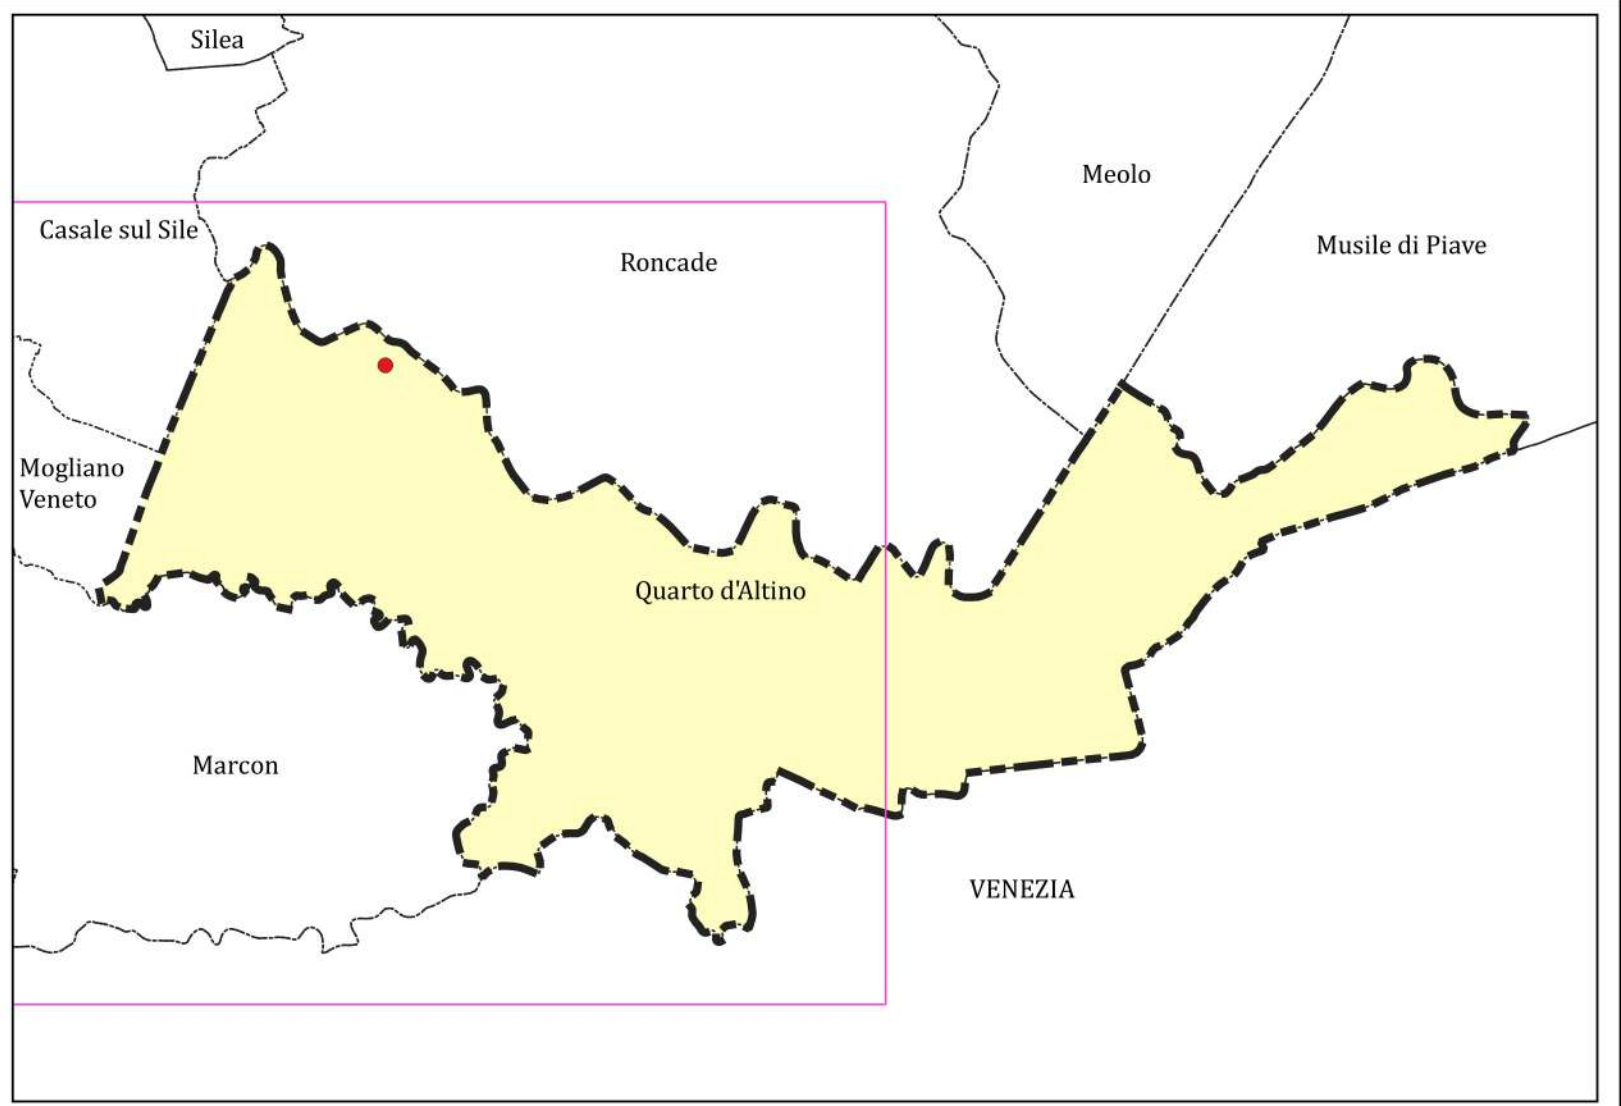 Silea
Meolo
Casale sul Sile
Musile di Piave
Roncade
Mogliano
Veneto
Quarto d'Altino
Marcon
VENEZIA